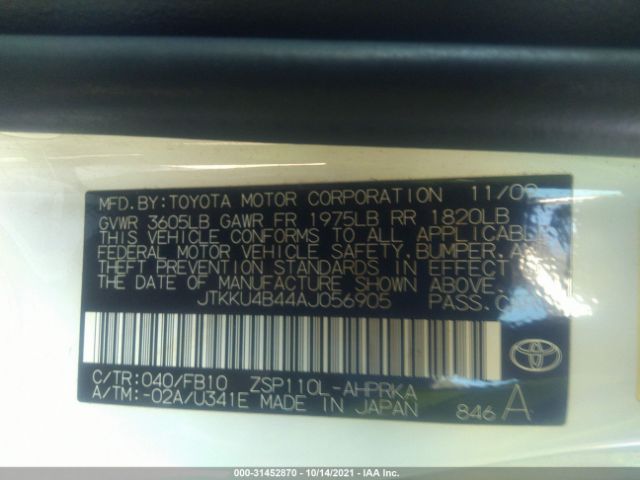 MFD.BY:TOYOTA MOTOR CORPORATION 11/09
GVWR 3605LB GAWR FR 1975LB RR 1820LB
THIS VEHICLE CONFORMS TO ALL APPLICABLE
FEDERAL MOTOR VEHICLE SAFETY,BUMPER,AND
THEFT PREVENTION STANDARDS IN EFFECT ON
THE DATE OF MANUFACTURE SHOWN ABOVE.
JTKKU4B44AJ056905 PASS.CAR
C/TR:040/FB10 ZSP110L-AHPRKA
A/TM:-02A/U341E MADE IN JAPAN 846 A
000-31452870 - 10/14/2021 - IAA Inc.